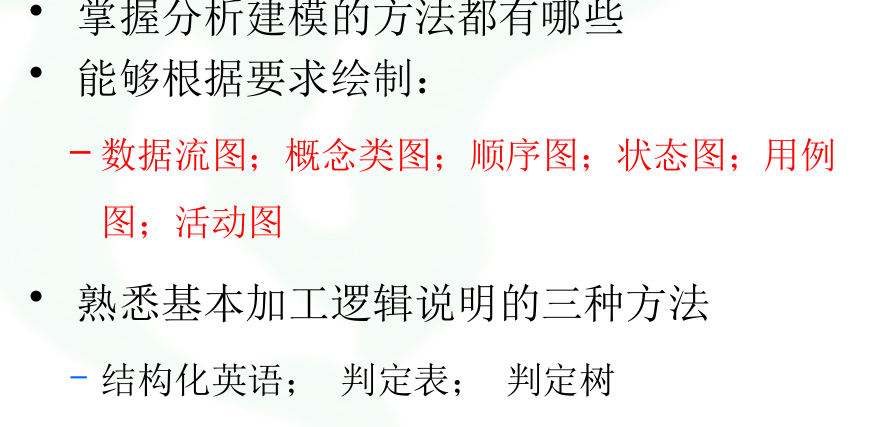 • 掌握分析建模的方法都有哪些
• 能够根据要求绘制：
– 数据流图；概念类图；顺序图；状态图；用例
图；活动图
• 熟悉基本加工逻辑说明的三种方法
– 结构化英语； 判定表； 判定树